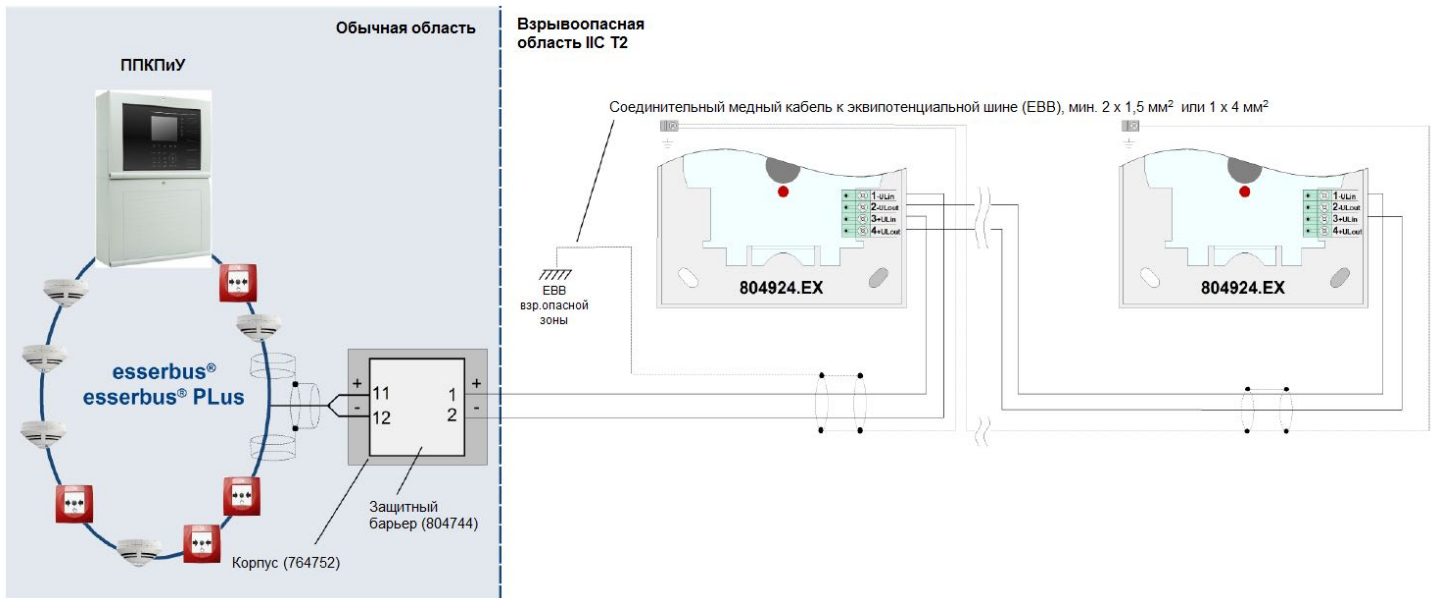 Обычная область
Взрывоопасная
область IIC T2
ППКПиУ
Соединительный медный кабель к эквипотенциальной шине (EBB), мин. 2 x 1,5 мм² или 1 x 4 мм²
1-ULin
2-ULout
3+ULin
4+ULout
804924.EX
1-ULin
2-ULout
3+ULin
4+ULout
804924.EX
EBB
взр.опасной
зоны
esserbus®
esserbus® PLus
+ 11 1 +
- 12 2 -
Защитный
барьер (804744)
Корпус (764752)